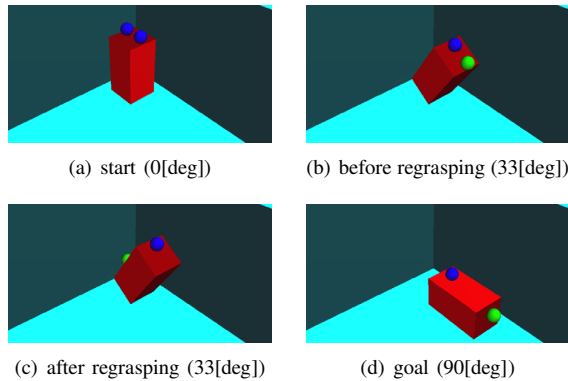 (a) start (0[deg])
(b) before regrasping (33[deg])
(c) after regrasping (33[deg])
(d) goal (90[deg])